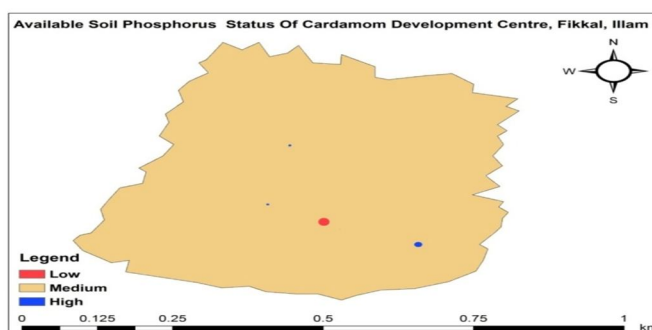 Available Soil Phosphorus Status Of Cardamom Development Centre, Fikkal, Illam
N
W
S
Legend
Low
Medium
High
0 0.125 0.25 0.5 0.75 1